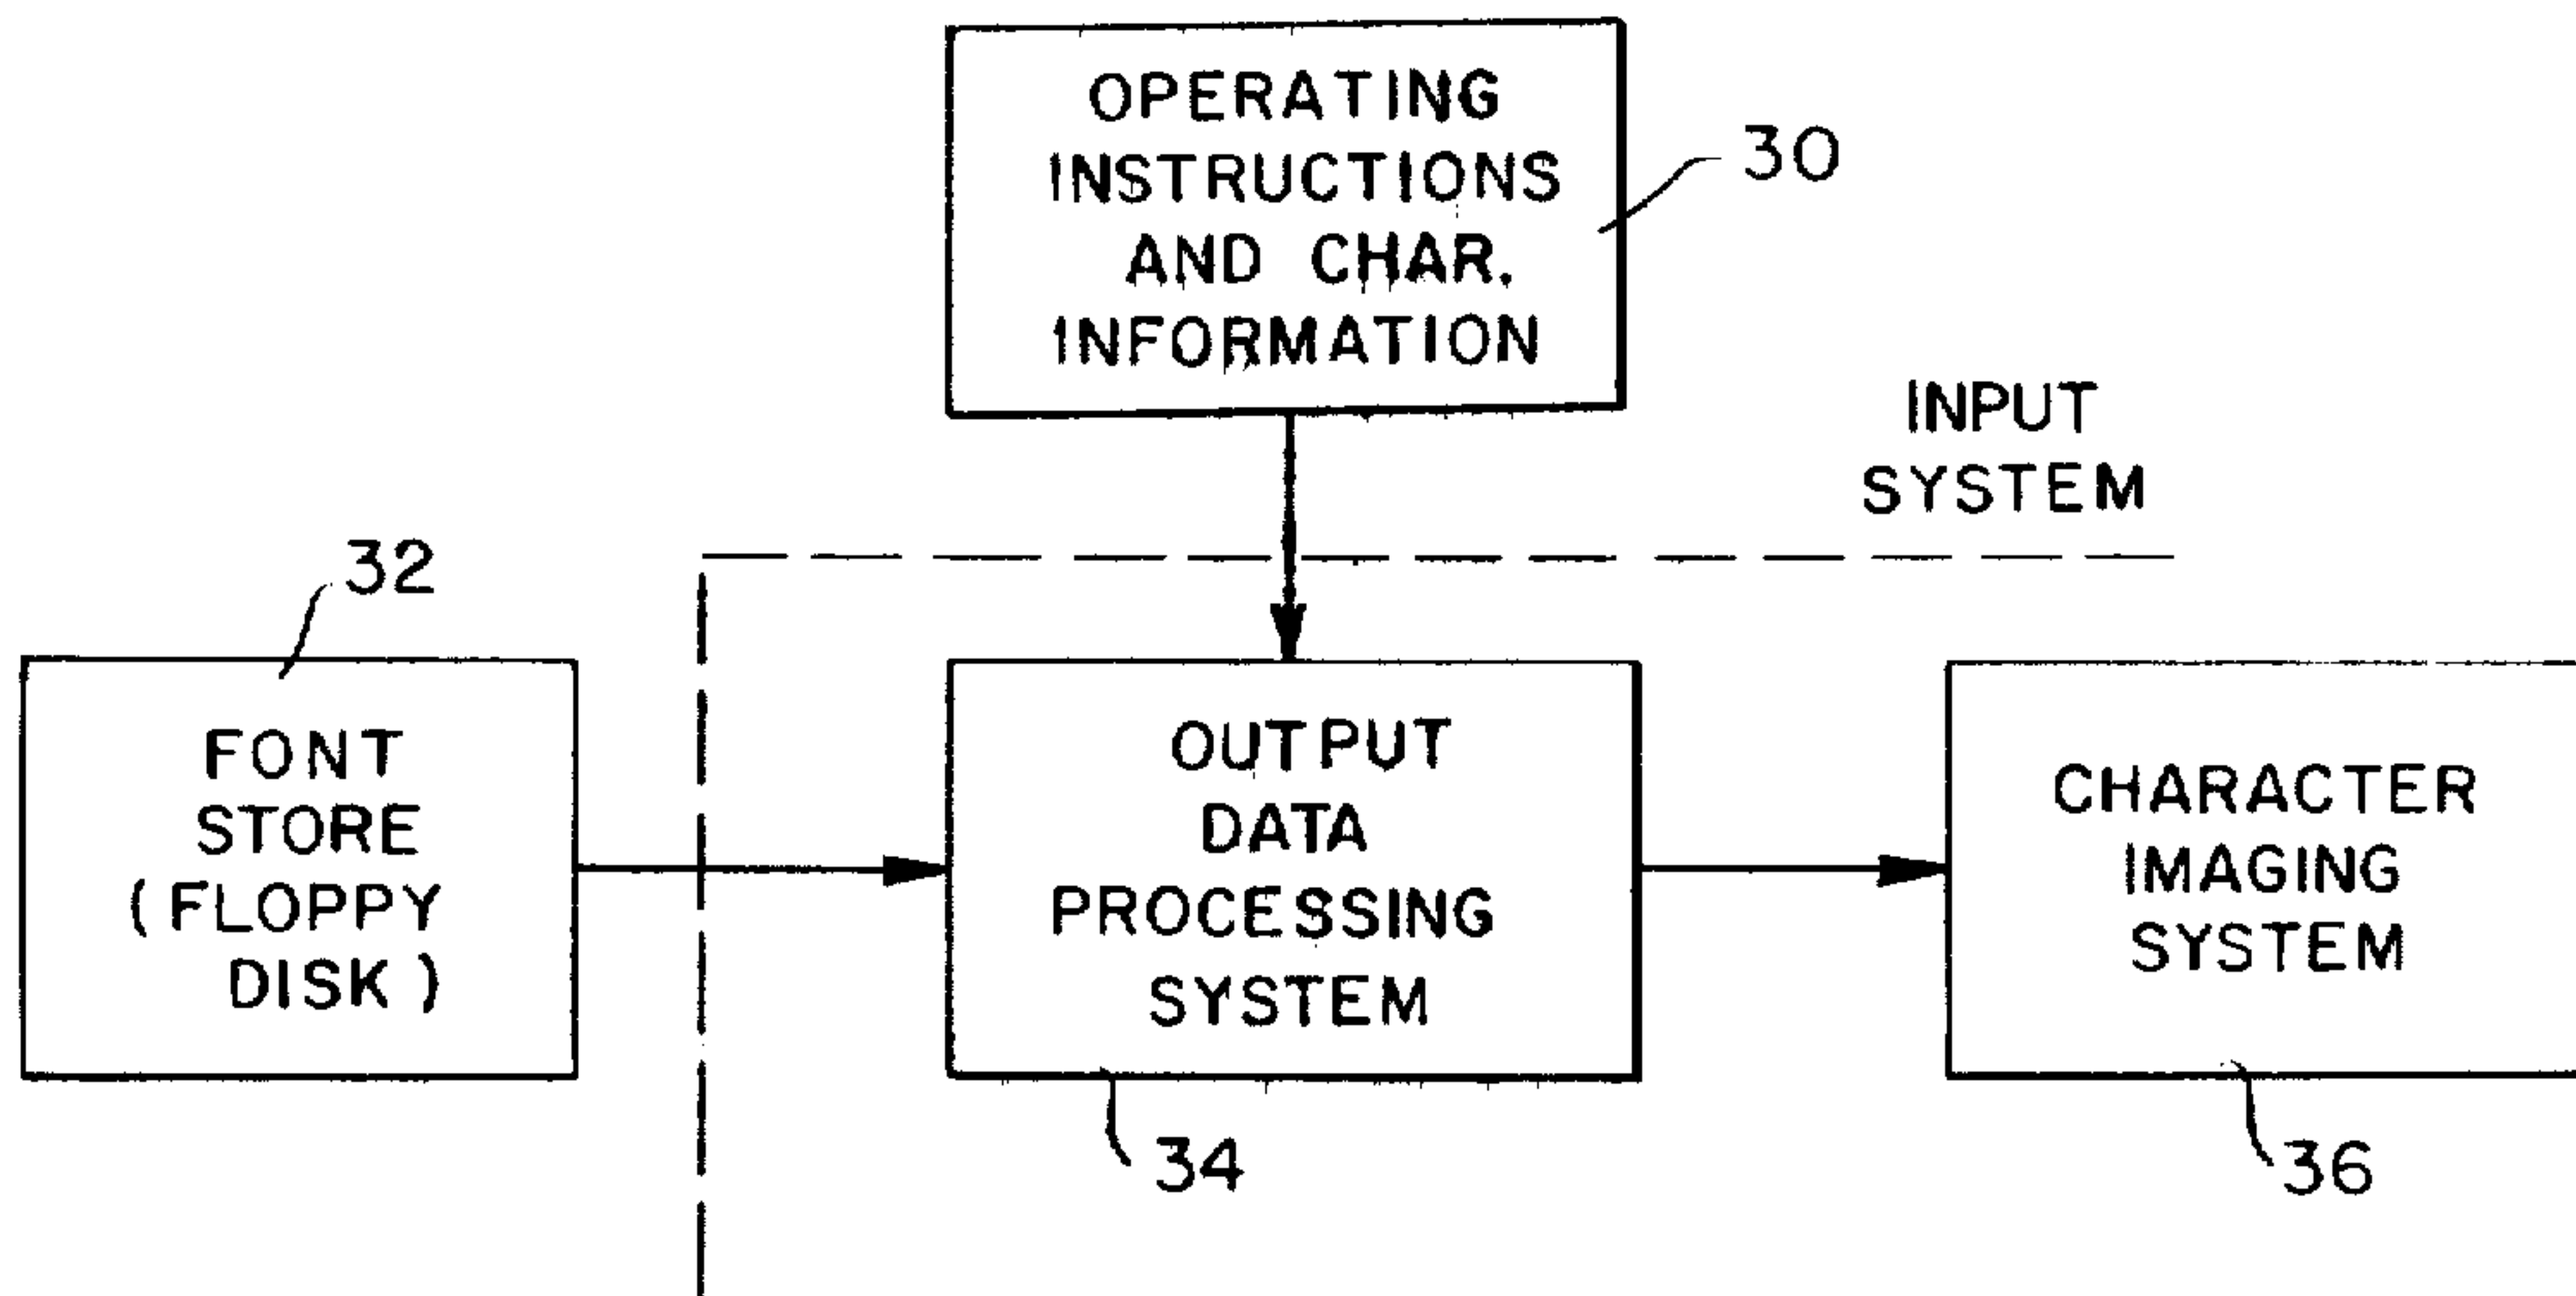 OPERATING
INSTRUCTIONS
AND CHAR.
INFORMATION
30
INPUT
SYSTEM
32
FONT
STORE
(FLOPPY
DISK)
OUTPUT
DATA
PROCESSING
SYSTEM
34
CHARACTER
IMAGING
SYSTEM
36